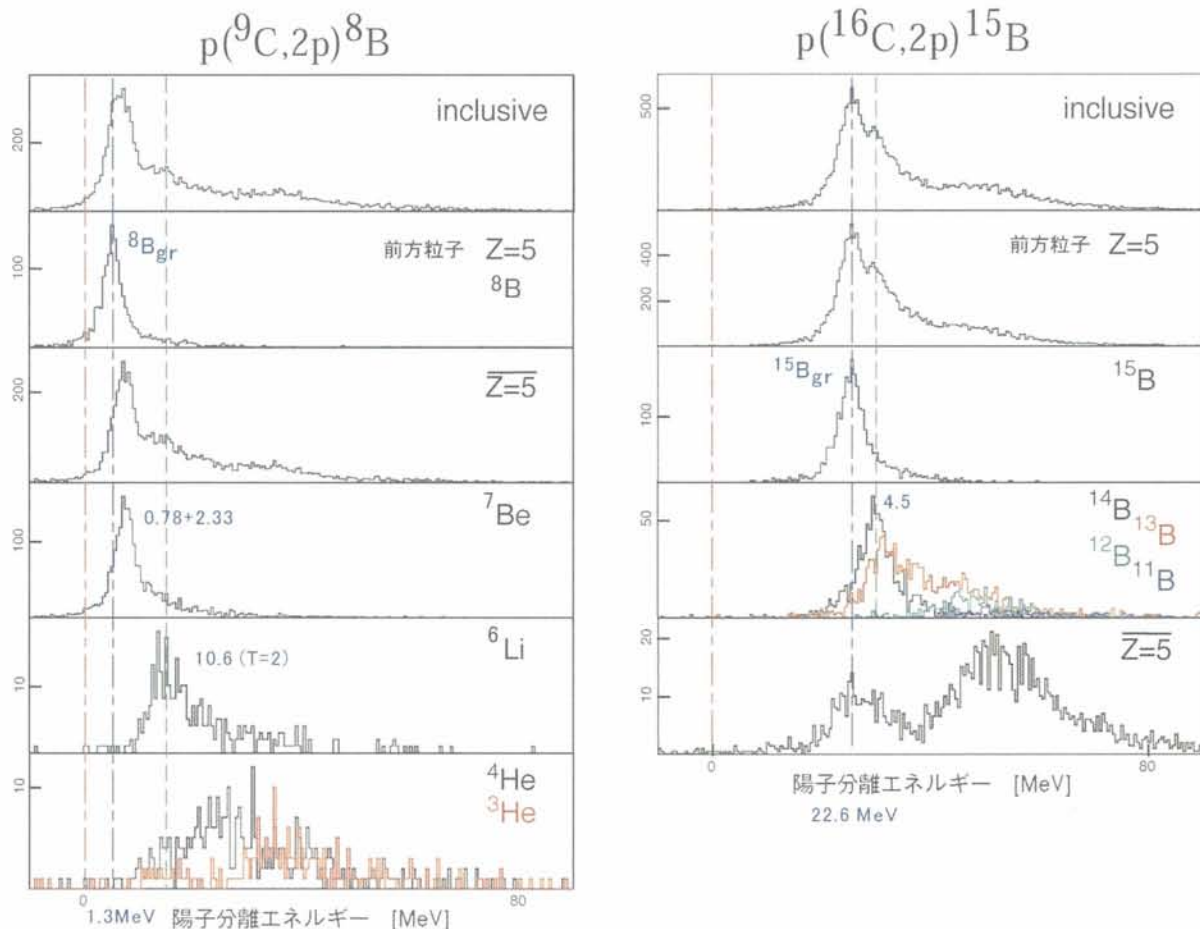 p(⁹C,2p)⁸B
inclusive
200
⁸Bgr
前方粒子 Z=5
⁸B
100
Z=5
200
0.78+2.33
⁷Be
100
⁶Li
10.6 (T=2)
10
⁴He
³He
10
0
80
1.3MeV
陽子分離エネルギー [MeV]
p(¹⁶C,2p)¹⁵B
inclusive
500
前方粒子 Z=5
400
200
¹⁵Bgr
¹⁵B
100
4.5
¹⁴B
¹³B
¹²B
¹¹B
50
Z=5
20
10
0
80
陽子分離エネルギー [MeV]
22.6 MeV